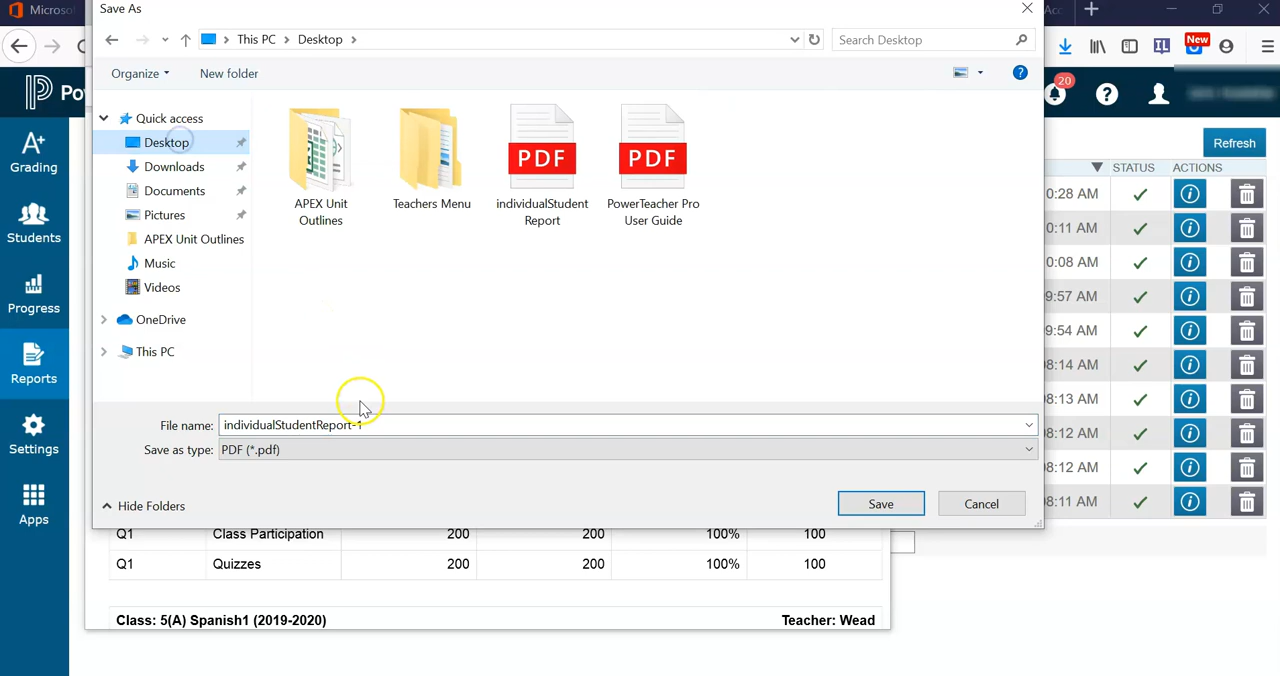 Microso
Save As
Acc
This PC > Desktop >
Search Desktop
New
Organize
New folder
Pow
20
Grading
Students
Progress
Reports
Settings
Apps
Quick access
Desktop
Downloads
Documents
Pictures
APEX Unit Outlines
Music
Videos
OneDrive
This PC
APEX Unit
Outlines
Teachers Menu
PDF
individualStudent
Report
PDF
PowerTeacher Pro
User Guide
Refresh
STATUS ACTIONS
0:28 AM
0:11 AM
0:08 AM
9:57 AM
9:54 AM
8:14 AM
8:13 AM
8:12 AM
8:12 AM
8:11 AM
File name: individualStudentReport-1
Save as type: PDF (*.pdf)
Hide Folders
Save
Cancel
Q1 Class Participation 200 200 100% 100
Q1 Quizzes 200 200 100% 100
Class: 5(A) Spanish1 (2019-2020) Teacher: Wead